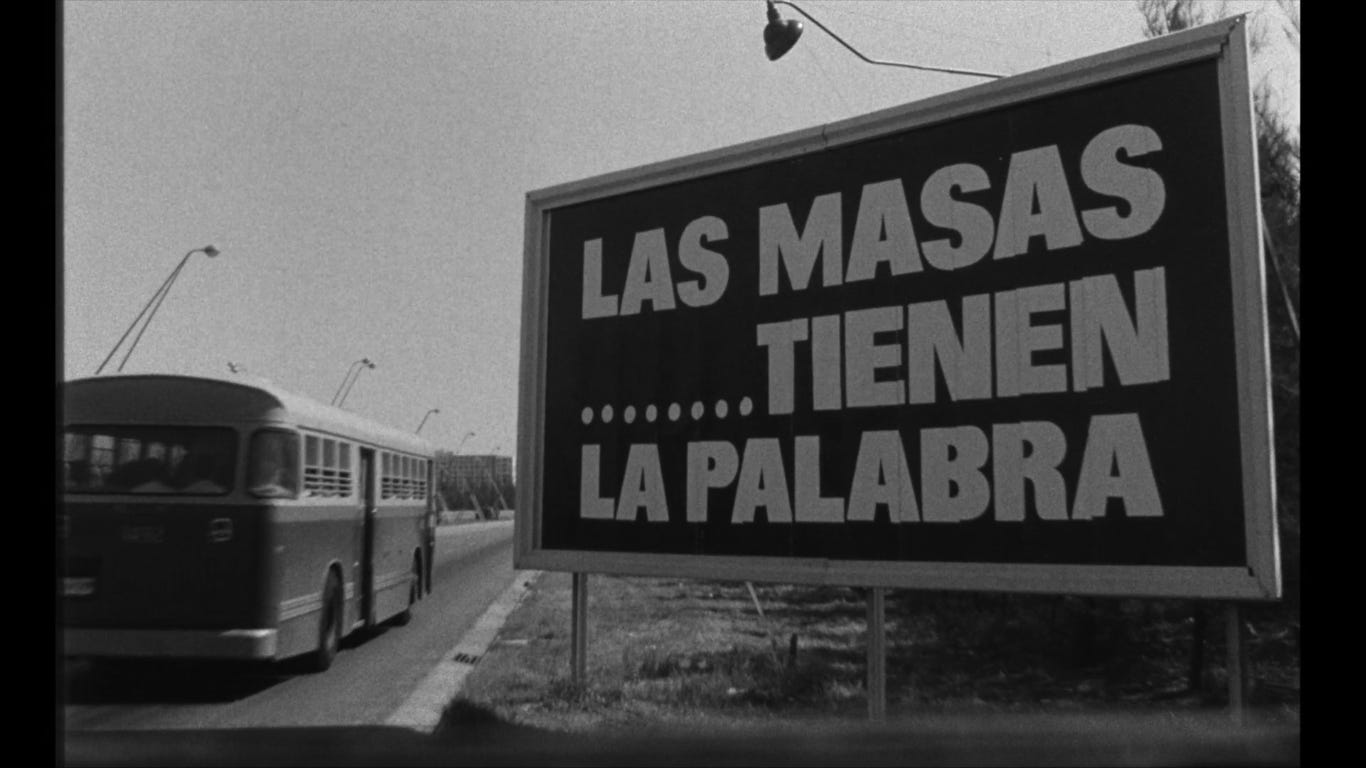 LAS MASAS
........TIENEN
LA PALABRA